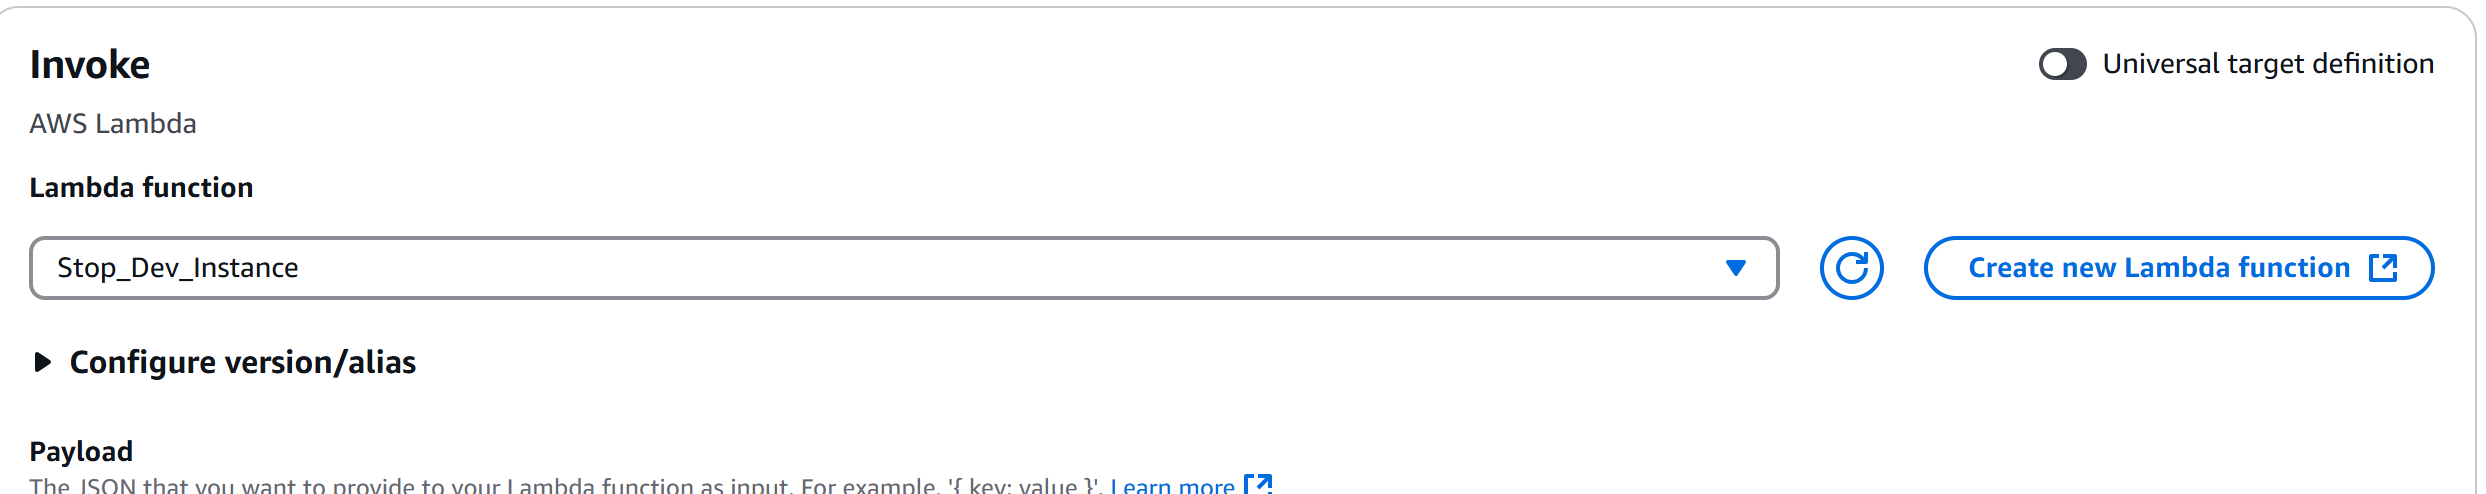 Invoke
Universal target definition
AWS Lambda
Lambda function
Stop_Dev_Instance
Create new Lambda function
Configure version/alias
Payload
The JSON that you want to provide to your Lambda function as input. For example, '{ key: value }'. Learn more